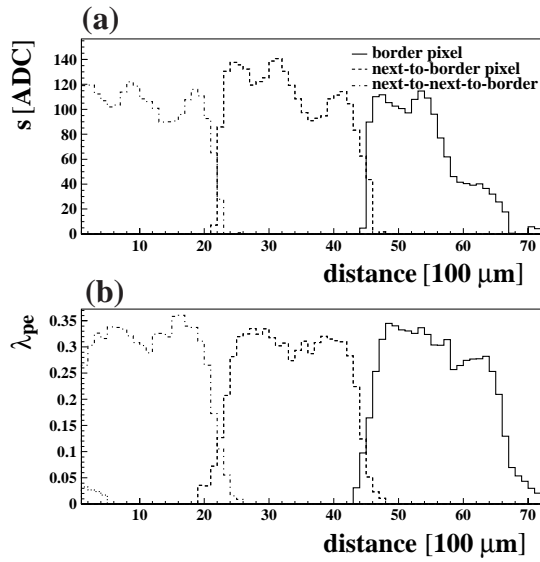 (a)
s [ADC]
border pixel
next-to-border pixel
next-to-next-to-border
140
120
100
80
60
40
20
0
10 20 30 40 50 60 70
distance [100 μm]
(b)
λpe
0.35
0.3
0.25
0.2
0.15
0.1
0.05
0
10 20 30 40 50 60 70
distance [100 μm]